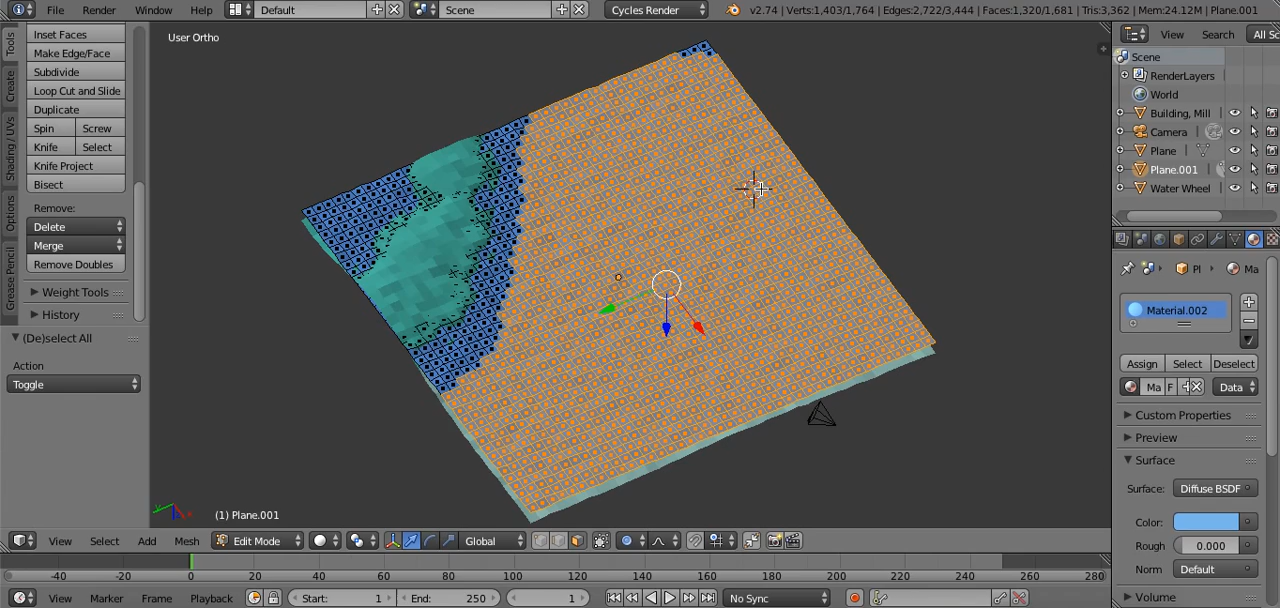 File Render Window Help Default Scene Cycles Render v2.74 | Verts:1,403/1,764 | Edges:2,722/3,444 | Faces:1,320/1,681 | Tris:3,362 | Mem:24.12M | Plane.001
Tools
Create
Shading / UVs
Options
Grease Pencil
Inset Faces
Make Edge/Face
Subdivide
Loop Cut and Slide
Duplicate
Spin Screw
Knife Select
Knife Project
Bisect
Remove:
Delete
Merge
Remove Doubles
Weight Tools
History
(De)select All
Action
Toggle
User Ortho
(1) Plane.001
View Search All Sc
Scene
RenderLayers
World
Building, Mill
Camera
Plane
Plane.001
Water Wheel
Pl Ma
Material.002
Assign Select Deselect
Ma F Data
Custom Properties
Preview
Surface
Surface: Diffuse BSDF
Color:
Rough 0.000
Norm Default
Volume
View Select Add Mesh Edit Mode Global
-40 -20 0 20 40 60 80 100 120 140 160 180 200 220 240 260 280
View Marker Frame Playback Start: 1 End: 250 1 No Sync